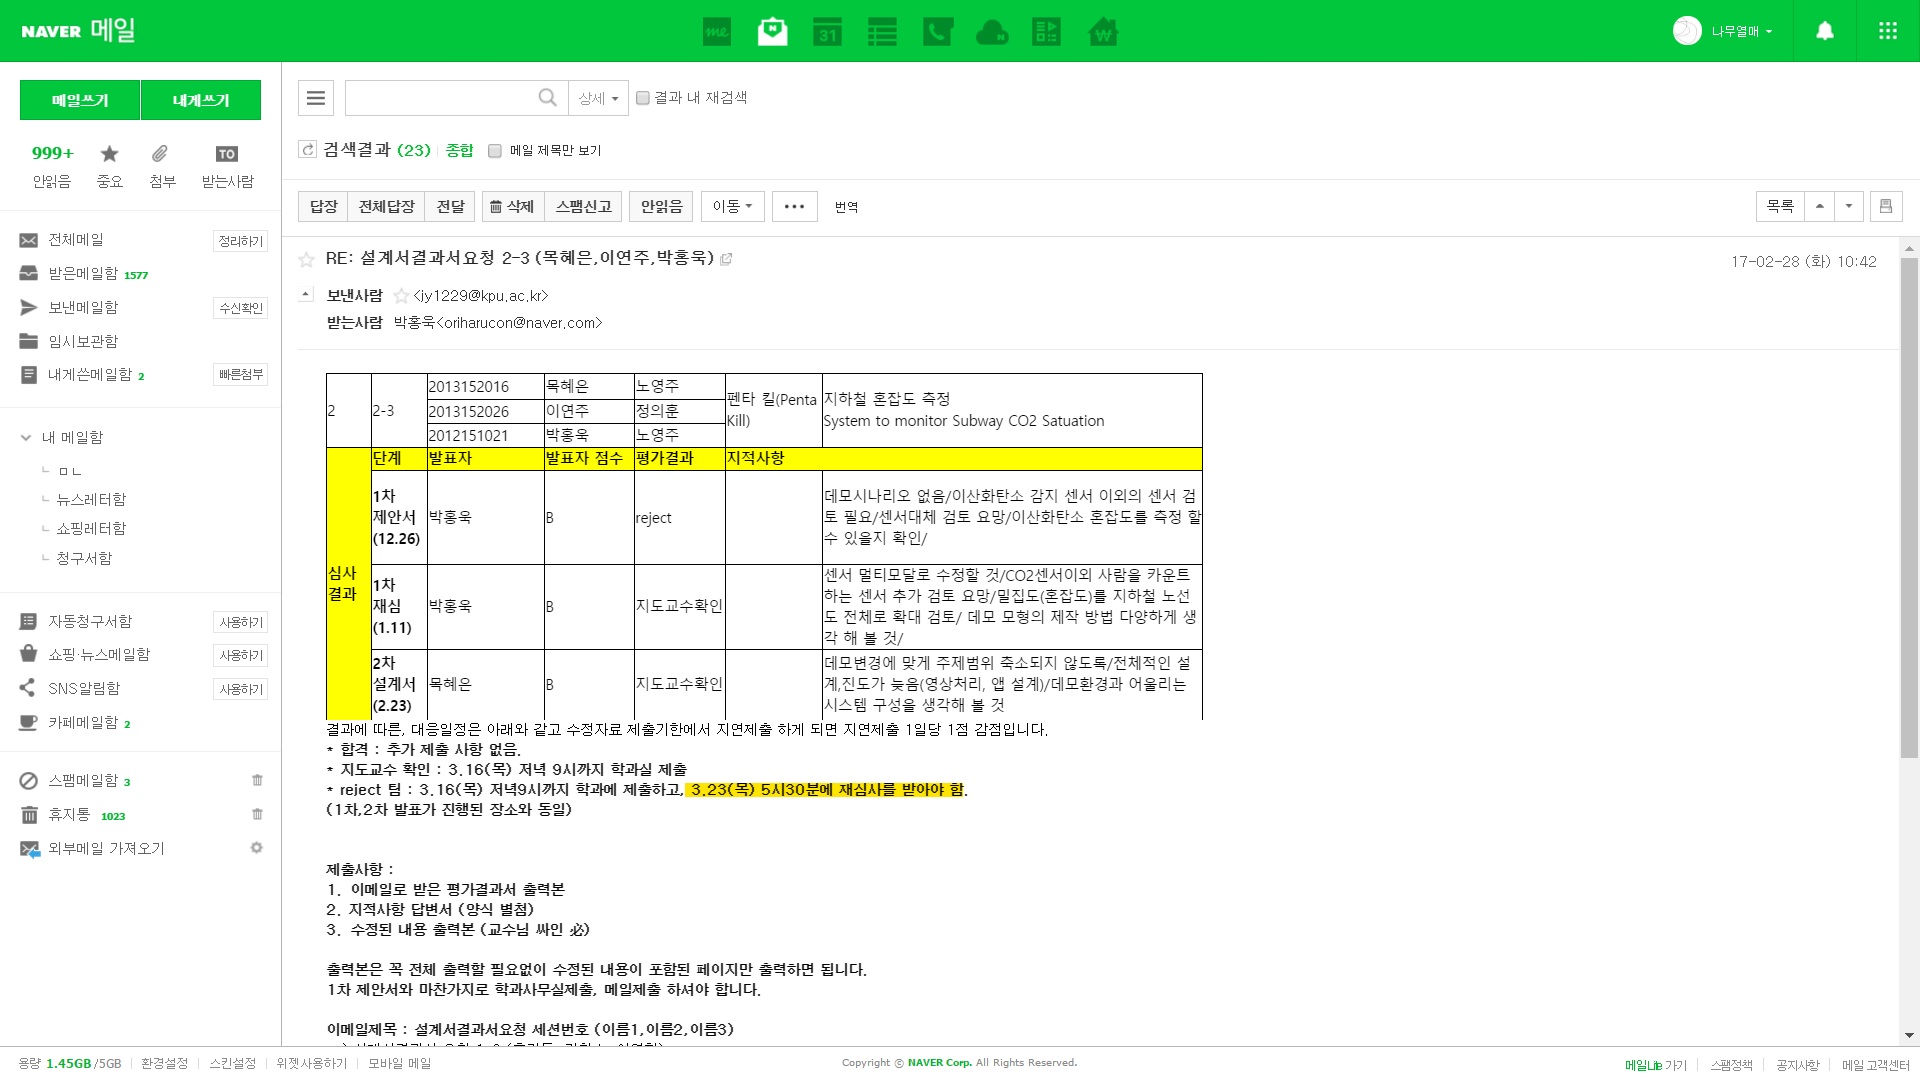 NAVER 메일
me
31
나무열매
메일쓰기 내게쓰기
999+
TO
안읽음 중요 첨부 받는사람
상세 결과 내 재검색
검색결과 (23) 종합 메일 제목만 보기
답장 전체답장 전달 삭제 스팸신고 안읽음 이동 ••• 번역 목록
전체메일 정리하기
받은메일함 1577
보낸메일함 수신확인
임시보관함
내게쓴메일함 2 빠른첨부
내 메일함
ㅁㄴ
뉴스레터함
쇼핑레터함
청구서함
자동청구서함 사용하기
쇼핑·뉴스메일함 사용하기
SNS알림함 사용하기
카페메일함 2
스팸메일함 3
휴지통 1023
외부메일 가져오기
RE: 설계서결과서요청 2-3 (목혜은,이연주,박홍욱)
17-02-28 (화) 10:42
보낸사람 <jy1229@kpu.ac.kr>
받는사람 박홍욱<oriharucon@naver.com>
2 2-3
2013152016 목혜은 노영주
2013152026 이연주 정의훈
2012151021 박홍욱 노영주
펜타 킬(Penta
Kill)
지하철 혼잡도 측정
System to monitor Subway CO2 Satuation
심사
결과
단계 발표자 발표자 점수 평가결과 지적사항
1차
제안서
(12.26)
박홍욱 B reject
데모시나리오 없음/이산화탄소 감지 센서 이외의 센서 검
토 필요/센서대체 검토 요망/이산화탄소 혼잡도를 측정 할
수 있을지 확인/
1차
재심
(1.11)
박홍욱 B 지도교수확인
센서 멀티모달로 수정할 것/CO2센서이외 사람을 카운트
하는 센서 추가 검토 요망/밀집도(혼잡도)를 지하철 노선
도 전체로 확대 검토/ 데모 모형의 제작 방법 다양하게 생
각 해 볼 것/
2차
설계서
(2.23)
목혜은 B 지도교수확인
데모변경에 맞게 주제범위 축소되지 않도록/전체적인 설
계,진도가 늦음(영상처리, 앱 설계)/데모환경과 어울리는
시스템 구성을 생각해 볼 것
결과에 따른, 대응일정은 아래와 같고 수정자료 제출기한에서 지연제출 하게 되면 지연제출 1일당 1점 감점입니다.
* 합격 : 추가 제출 사항 없음.
* 지도교수 확인 : 3.16(목) 저녁 9시까지 학과실 제출
* reject 팀 : 3.16(목) 저녁9시까지 학과에 제출하고, 3.23(목) 5시30분에 재심사를 받아야 함.
(1차,2차 발표가 진행된 장소와 동일)
제출사항 :
1. 이메일로 받은 평가결과서 출력본
2. 지적사항 답변서 (양식 별첨)
3. 수정된 내용 출력본 (교수님 싸인 必)
출력본은 꼭 전체 출력할 필요없이 수정된 내용이 포함된 페이지만 출력하면 됩니다.
1차 제안서와 마찬가지로 학과사무실제출, 메일제출 하셔야 합니다.
이메일제목 : 설계서결과서요청 세션번호 (이름1,이름2,이름3)
용량 1.45GB/5GB 환경설정 스킨설정 위젯사용하기 모바일 메일
Copyright © NAVER Corp. All Rights Reserved.
메일Lite 가기 스팸정책 공지사항 메일 고객센터